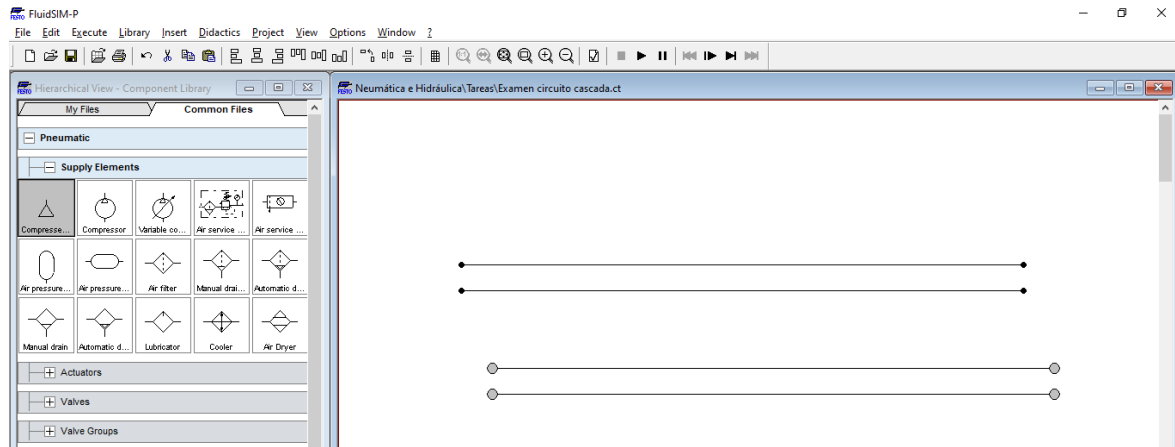 FESTO FluidSIM-P
File Edit Execute Library Insert Didactics Project View Options Window ?
FESTO Hierarchical View - Component Library
FESTO Neumática e Hidráulica\Tareas\Examen circuito cascada.ct
My Files Common Files
Pneumatic
Supply Elements
Compresse... Compressor Variable co... Air service ... Air service ...
Air pressure... Air pressure... Air filter Manual drai... Automatic d...
Manual drain Automatic d... Lubricator Cooler Air Dryer
Actuators
Valves
Valve Groups